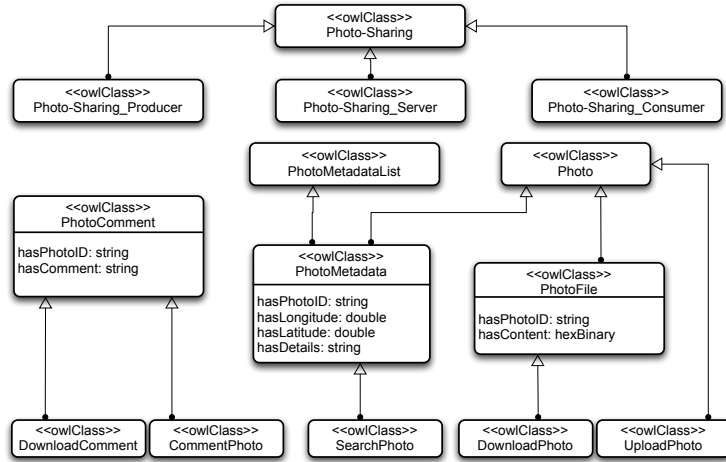 <<owlClass>>
Photo-Sharing
<<owlClass>>
Photo-Sharing_Producer
<<owlClass>>
Photo-Sharing_Server
<<owlClass>>
Photo-Sharing_Consumer
<<owlClass>>
PhotoMetadataList
<<owlClass>>
Photo
<<owlClass>>
PhotoComment
hasPhotoID: string
hasComment: string
<<owlClass>>
PhotoMetadata
hasPhotoID: string
hasLongitude: double
hasLatitude: double
hasDetails: string
<<owlClass>>
PhotoFile
hasPhotoID: string
hasContent: hexBinary
<<owlClass>>
DownloadComment
<<owlClass>>
CommentPhoto
<<owlClass>>
SearchPhoto
<<owlClass>>
DownloadPhoto
<<owlClass>>
UploadPhoto